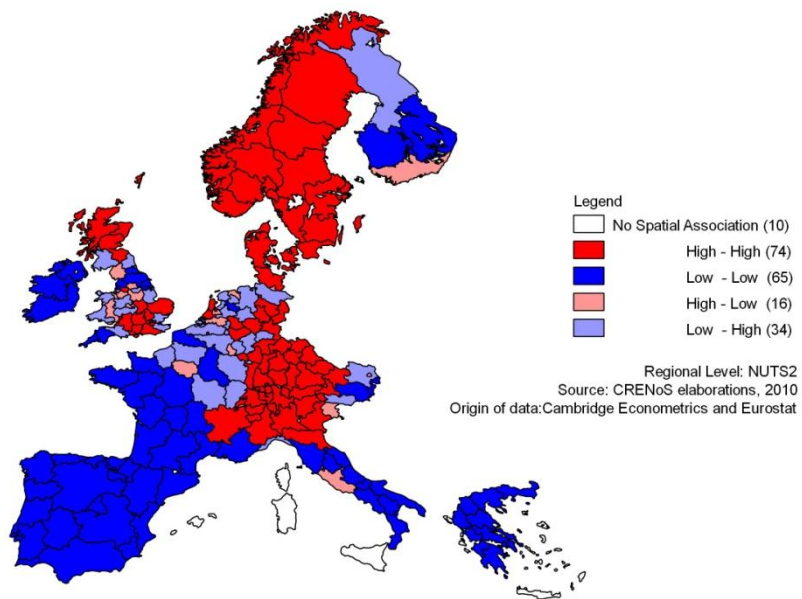 Legend
No Spatial Association (10)
High - High (74)
Low - Low (65)
High - Low (16)
Low - High (34)
Regional Level: NUTS2
Source: CRENoS elaborations, 2010
Origin of data:Cambridge Econometrics and Eurostat